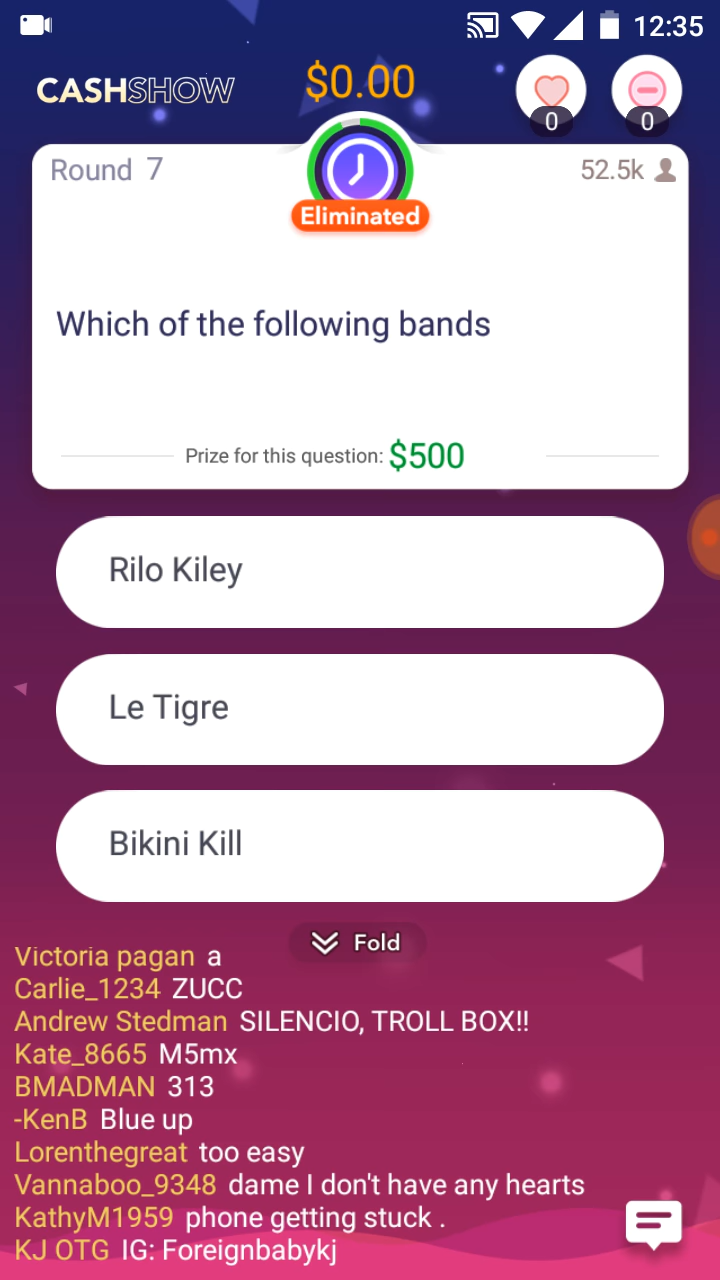 12:35
CASHSHOW
$0.00
0
0
Round 7
52.5k
Eliminated
Which of the following bands
Prize for this question: $500
Rilo Kiley
Le Tigre
Bikini Kill
Fold
Victoria pagan a
Carlie_1234 ZUCC
Andrew Stedman SILENCIO, TROLL BOX!!
Kate_8665 M5mx
BMADMAN 313
-KenB Blue up
Lorenthegreat too easy
Vannaboo_9348 dame I don't have any hearts
KathyM1959 phone getting stuck .
KJ OTG IG: Foreignbabykj